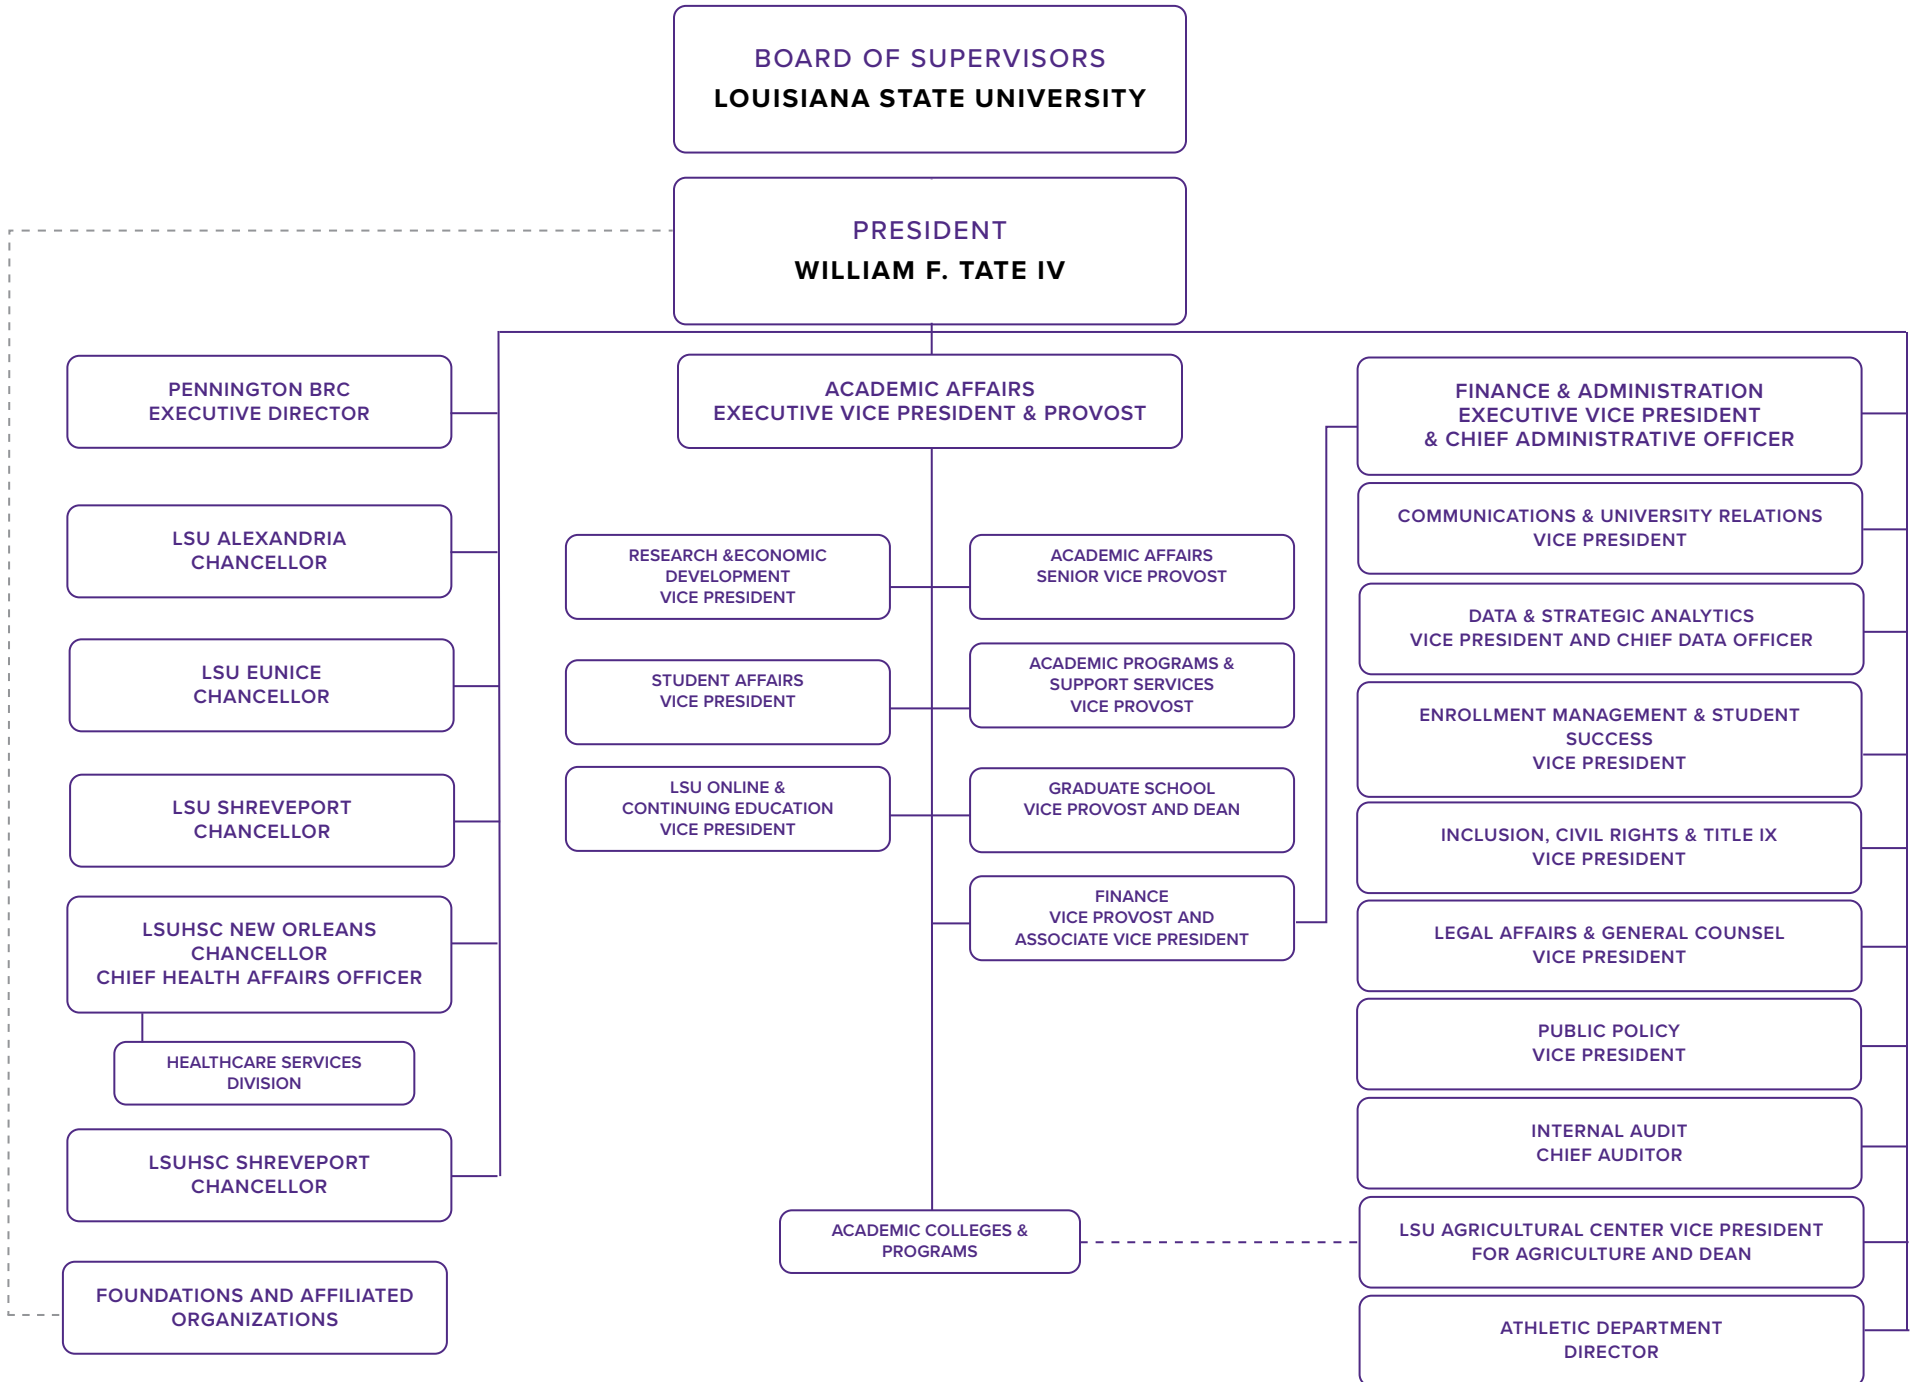 BOARD OF SUPERVISORS
LOUISIANA STATE UNIVERSITY
PRESIDENT
WILLIAM F. TATE IV
PENNINGTON BRC
EXECUTIVE DIRECTOR
LSU ALEXANDRIA
CHANCELLOR
LSU EUNICE
CHANCELLOR
LSU SHREVEPORT
CHANCELLOR
LSUHSC NEW ORLEANS
CHANCELLOR
CHIEF HEALTH AFFAIRS OFFICER
HEALTHCARE SERVICES
DIVISION
LSUHSC SHREVEPORT
CHANCELLOR
FOUNDATIONS AND AFFILIATED
ORGANIZATIONS
ACADEMIC AFFAIRS
EXECUTIVE VICE PRESIDENT & PROVOST
RESEARCH &ECONOMIC
DEVELOPMENT
VICE PRESIDENT
STUDENT AFFAIRS
VICE PRESIDENT
LSU ONLINE &
CONTINUING EDUCATION
VICE PRESIDENT
ACADEMIC AFFAIRS
SENIOR VICE PROVOST
ACADEMIC PROGRAMS &
SUPPORT SERVICES
VICE PROVOST
GRADUATE SCHOOL
VICE PROVOST AND DEAN
FINANCE
VICE PROVOST AND
ASSOCIATE VICE PRESIDENT
ACADEMIC COLLEGES &
PROGRAMS
FINANCE & ADMINISTRATION
EXECUTIVE VICE PRESIDENT
& CHIEF ADMINISTRATIVE OFFICER
COMMUNICATIONS & UNIVERSITY RELATIONS
VICE PRESIDENT
DATA & STRATEGIC ANALYTICS
VICE PRESIDENT AND CHIEF DATA OFFICER
ENROLLMENT MANAGEMENT & STUDENT
SUCCESS
VICE PRESIDENT
INCLUSION, CIVIL RIGHTS & TITLE IX
VICE PRESIDENT
LEGAL AFFAIRS & GENERAL COUNSEL
VICE PRESIDENT
PUBLIC POLICY
VICE PRESIDENT
INTERNAL AUDIT
CHIEF AUDITOR
LSU AGRICULTURAL CENTER VICE PRESIDENT
FOR AGRICULTURE AND DEAN
ATHLETIC DEPARTMENT
DIRECTOR